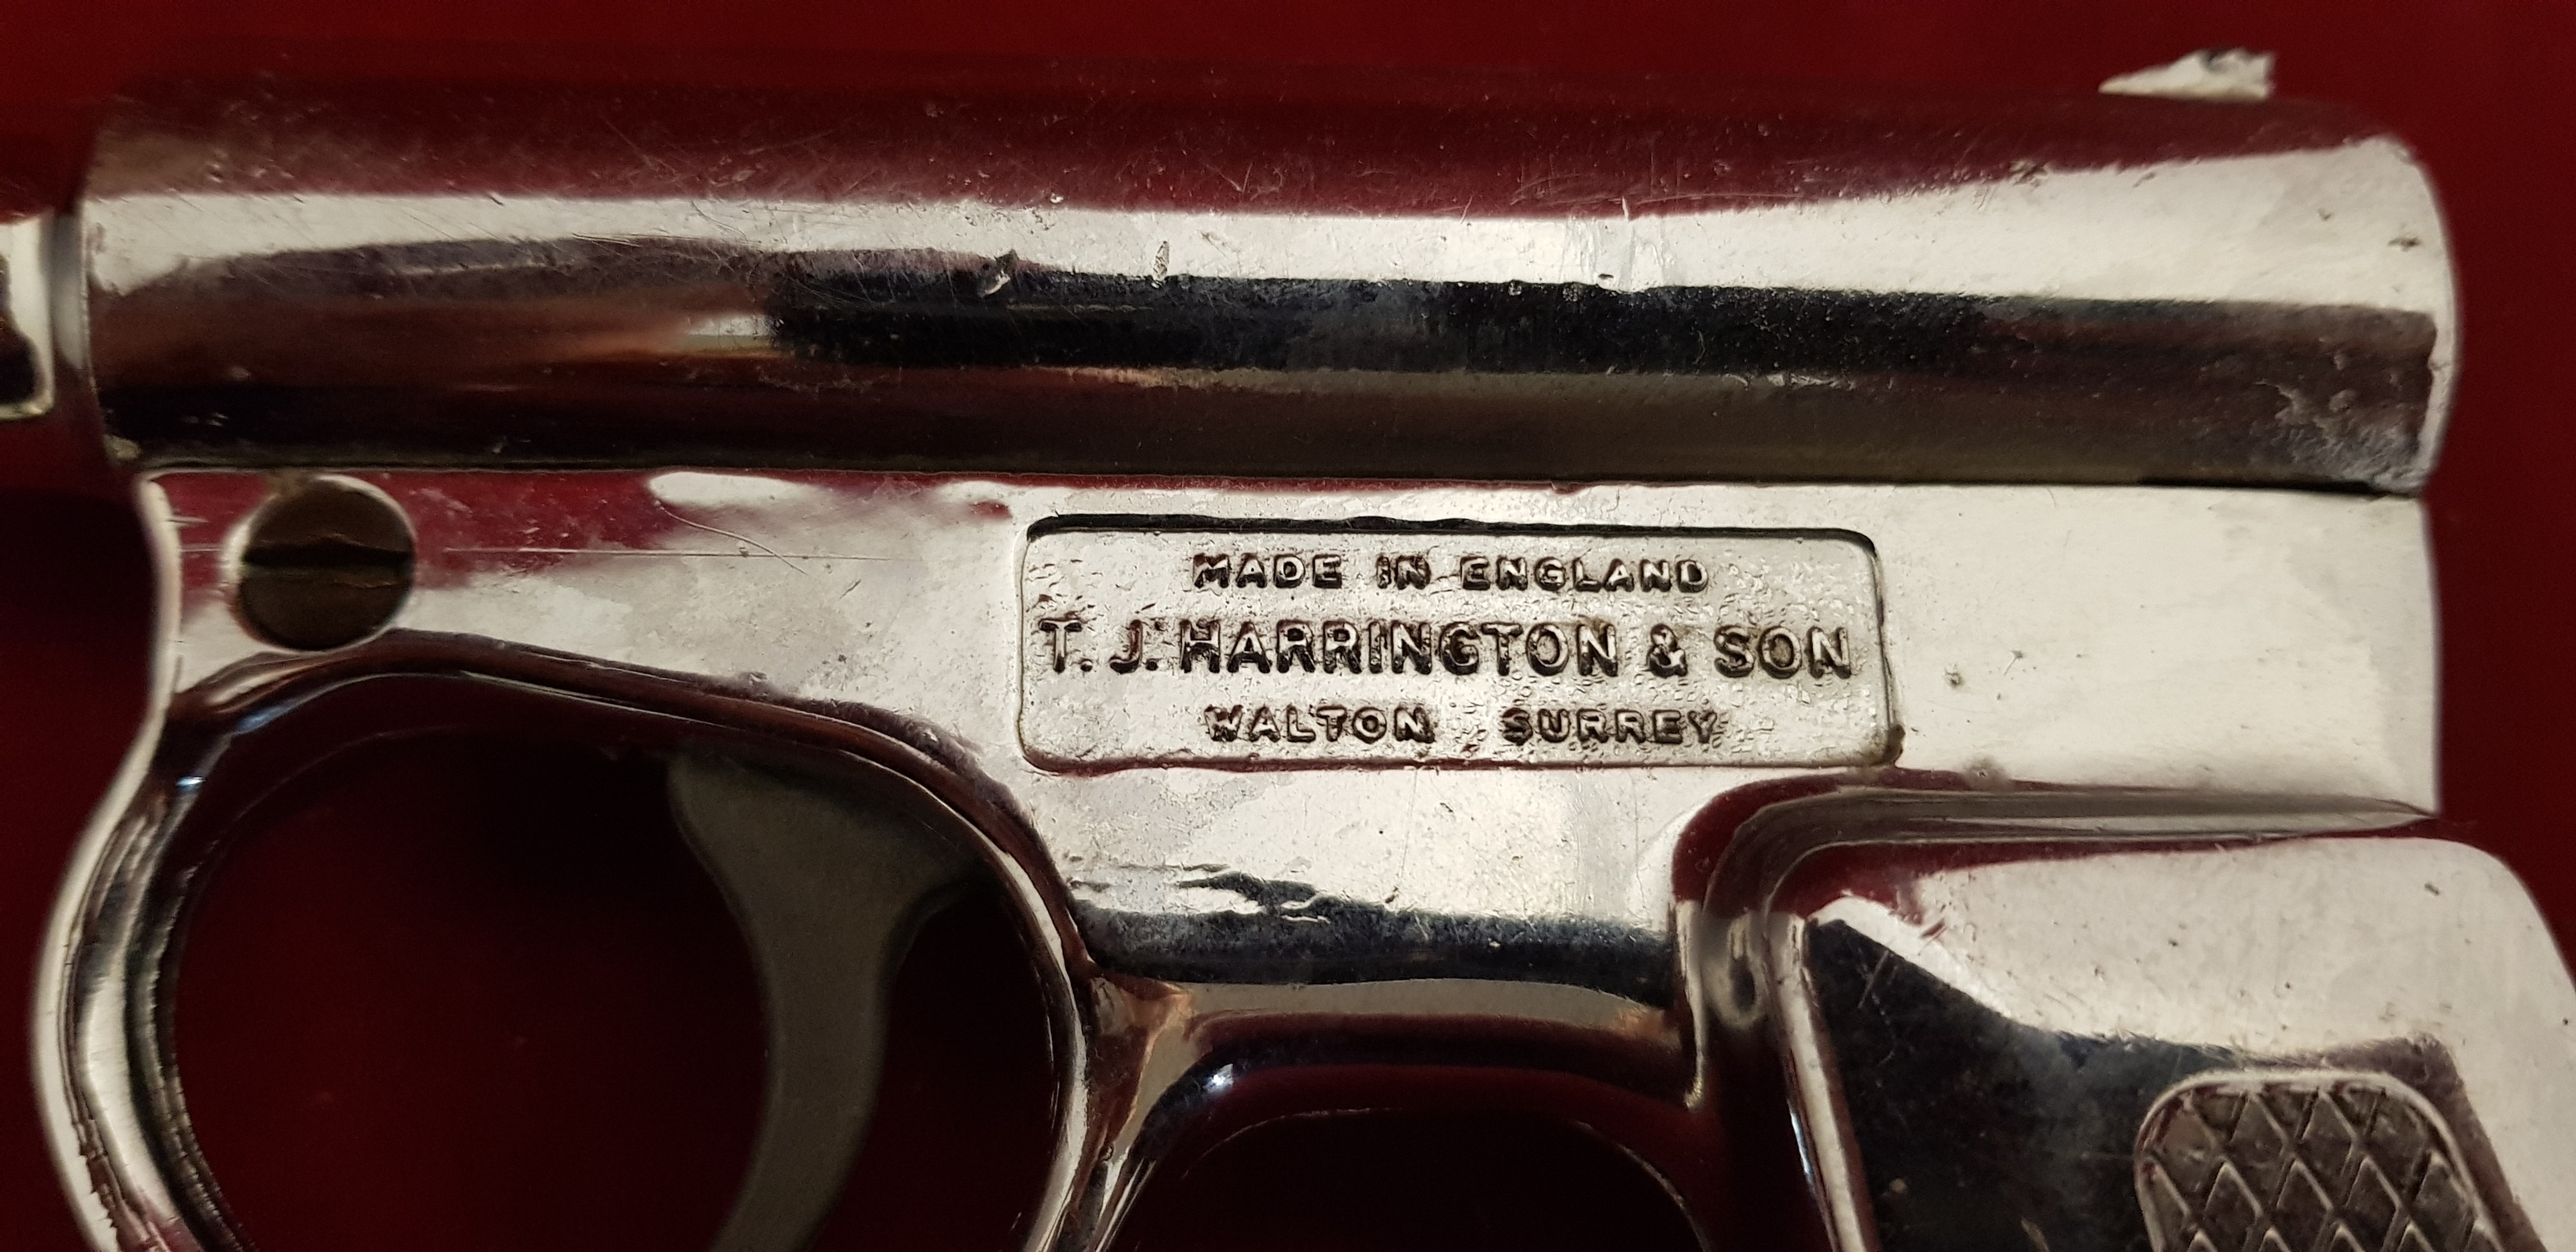 MADE IN ENGLAND
T. J. HARRINGTON & SON
WALTON SURREY